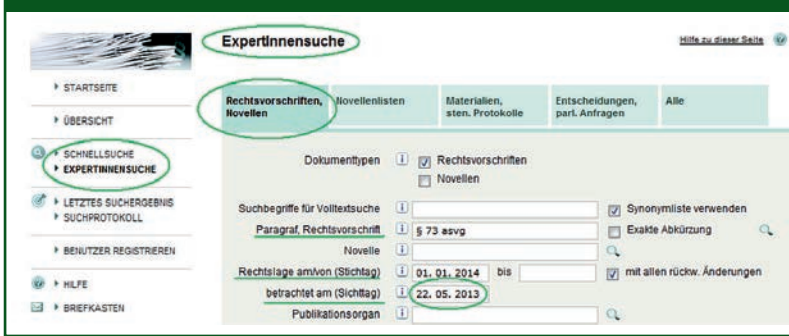 ExpertInnensuche
Hilfe zu dieser Seite
STARTSEITE
ÜBERSICHT
SCHNELLSUCHE
EXPERTINNENSUCHE
LETZTES SUCHERGEBNIS
SUCHPROTOKOLL
BENUTZER REGISTRIEREN
HILFE
BRIEFKASTEN
Rechtsvorschriften,
Novellen
Novellenlisten
Materialien,
sten. Protokolle
Entscheidungen,
parl. Anfragen
Alle
Dokumenttypen i Rechtsvorschriften
Novellen
Suchbegriffe für Volltextsuche i Synonymliste verwenden
Paragraf, Rechtsvorschrift i § 73 asvg Exakte Abkürzung
Novelle i
Rechtslage am/von (Stichtag) i 01. 01. 2014 bis mit allen rückw. Änderungen
betrachtet am (Sichttag) i 22. 05. 2013
Publikationsorgan i